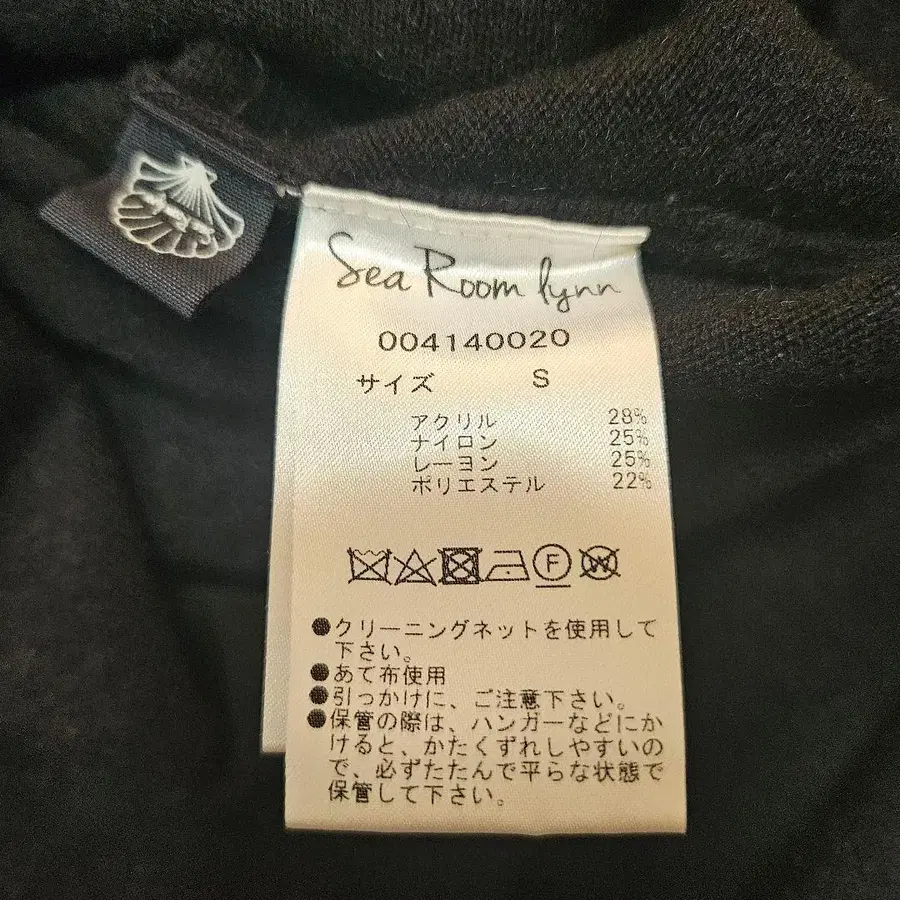 Sea Room lynn
004140020
サイズ S
アクリル 28%
ナイロン 25%
レーヨン 25%
ポリエステル 22%
F
W
●クリーニングネットを使用して
下さい。
●あて布使用
●引っかけに、ご注意下さい。
●保管の際は、ハンガーなどにか
けると、かたくずれしやすいの
で、必ずたたんで平らな状態で
保管して下さい。